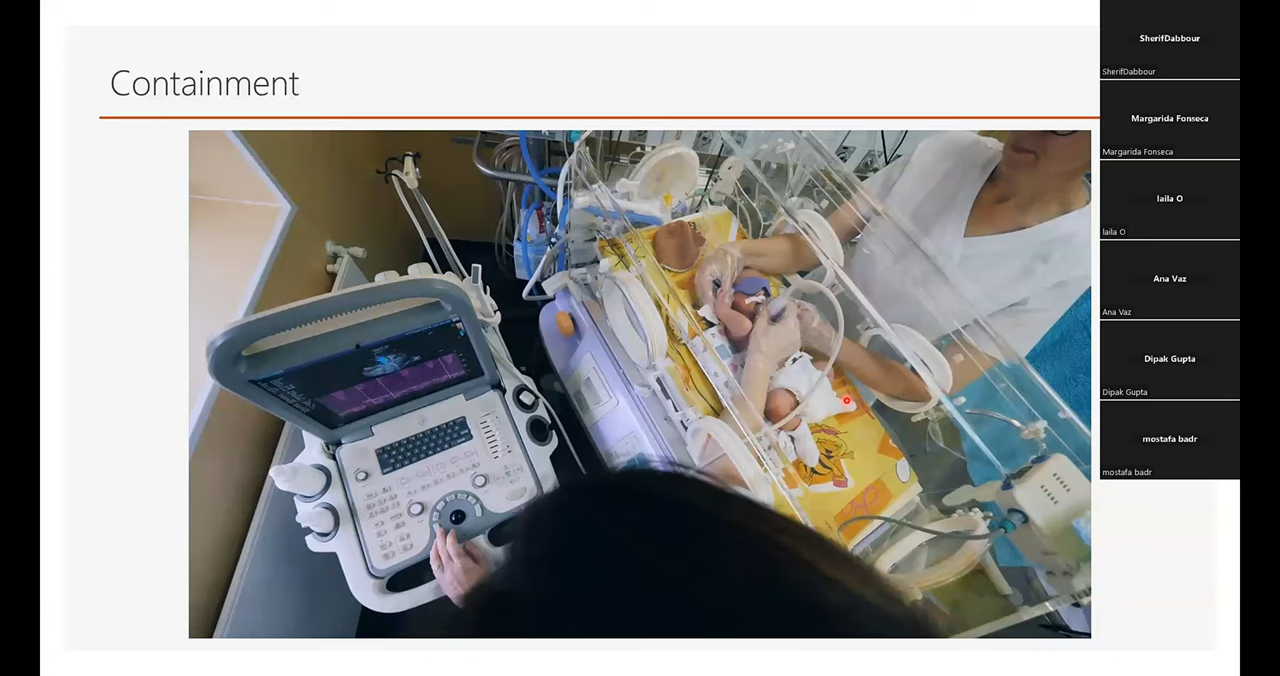 Containment
SherifDabbour
SherifDabbour
Margarida Fonseca
Margarida Fonseca
laila O
laila O
Ana Vaz
Ana Vaz
Dipak Gupta
Dipak Gupta
mostafa badr
mostafa badr